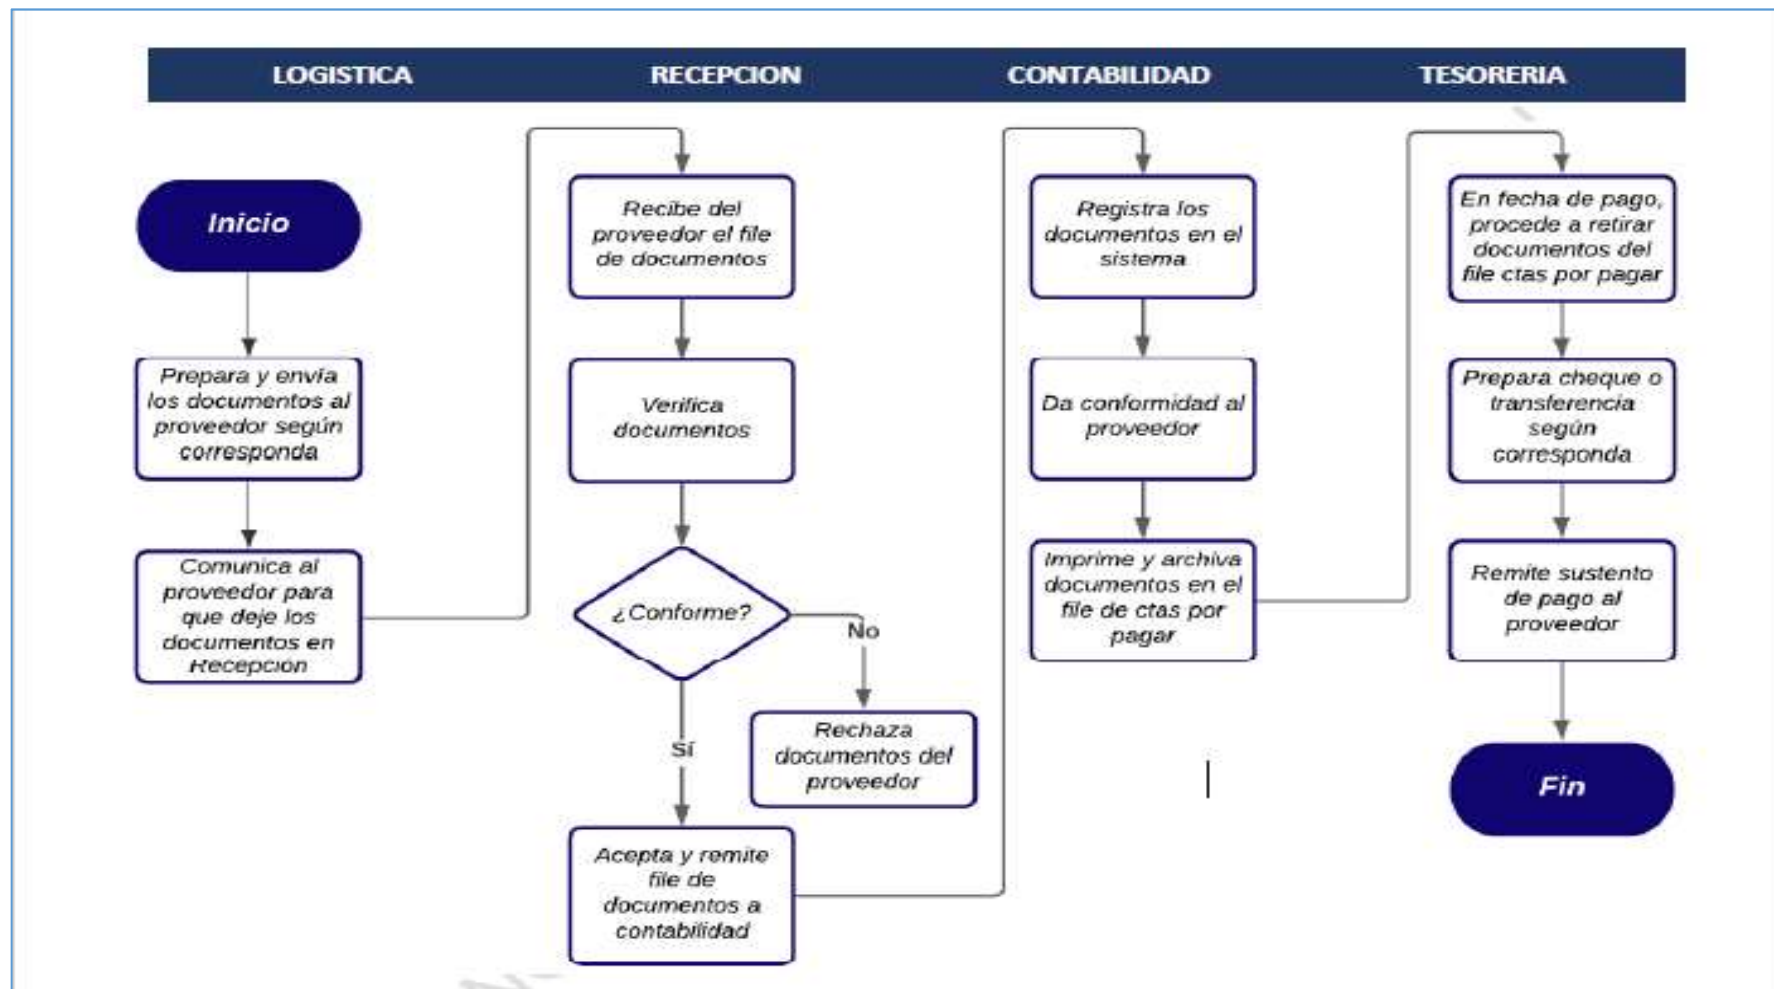 LOGISTICA
RECEPCION
CONTABILIDAD
TESORERIA
Inicio
Prepara y envía
los documentos al
proveedor según
corresponda
Comunica al
proveedor para
que deje los
documentos en
Recepción
Recibe del
proveedor el file
de documentos
Verifica
documentos
¿Conforme?
No
Rechaza
documentos del
proveedor
Sí
Acepta y remite
file de
documentos a
contabilidad
Registra los
documentos en el
sistema
Da conformidad al
proveedor
Imprime y archiva
documentos en el
file de ctas por
pagar
En fecha de pago,
procede a retirar
documentos del
file ctas por pagar
Prepara cheque o
transferencia
según
corresponda
Remite sustento
de pago al
proveedor
Fin